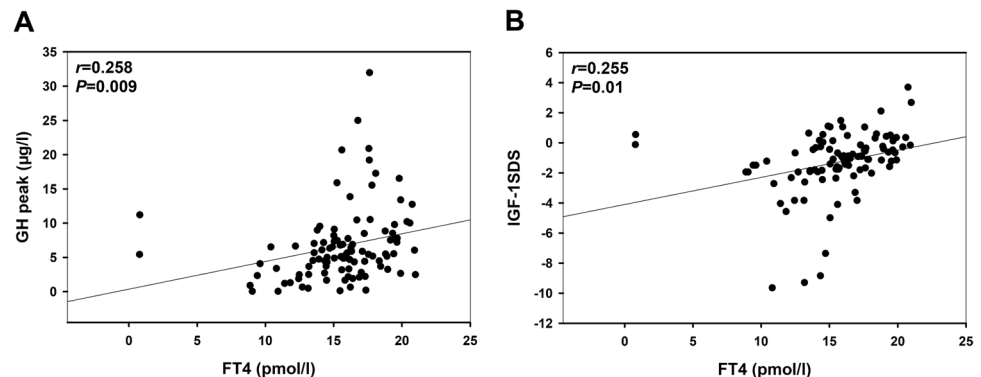 A
r=0.258
P=0.009
35
30
25
20
15
10
5
0
GH peak (μg/l)
0 5 10 15 20 25
FT4 (pmol/l)
B
r=0.255
P=0.01
6
4
2
0
-2
-4
-6
-8
-10
-12
IGF-1SDS
0 5 10 15 20 25
FT4 (pmol/l)